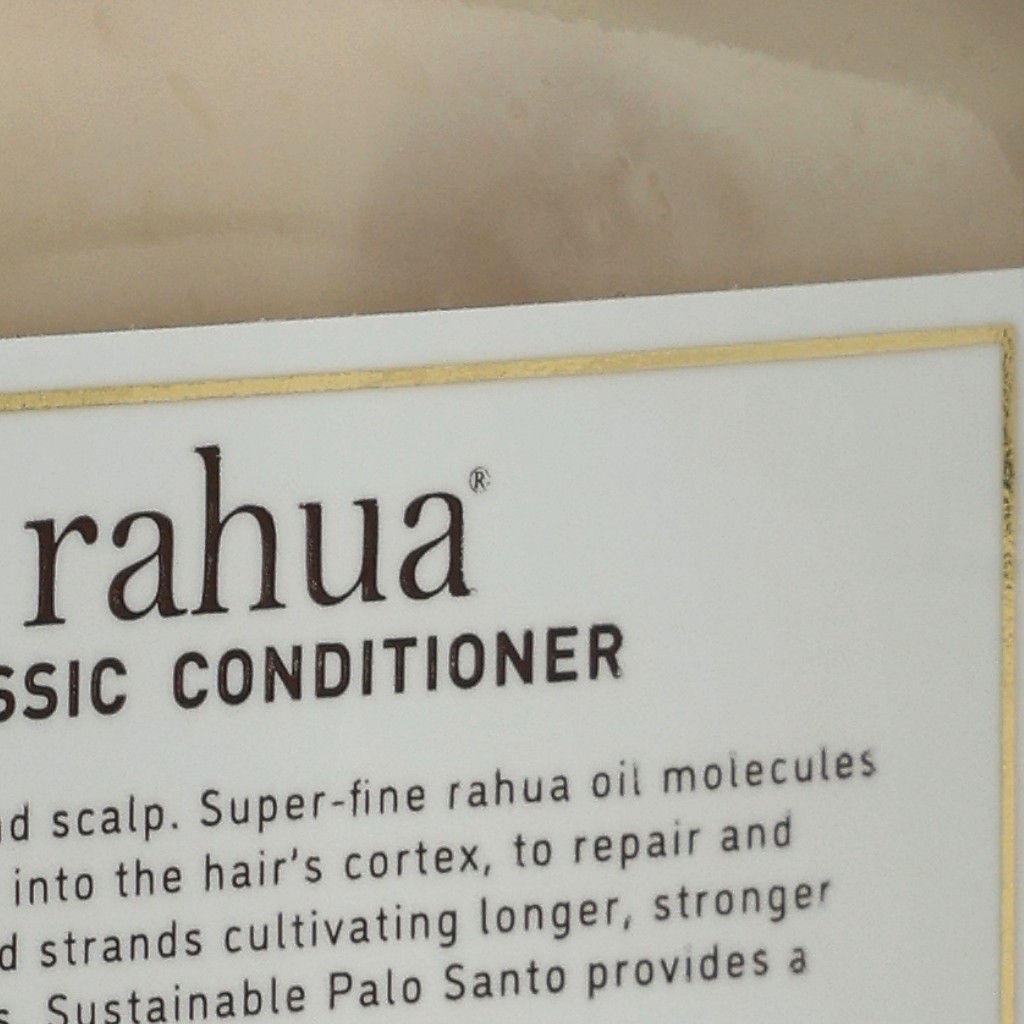 rahua®
SSIC CONDITIONER
d scalp. Super-fine rahua oil molecules
into the hair's cortex, to repair and
d strands cultivating longer, stronger
s. Sustainable Palo Santo provides a